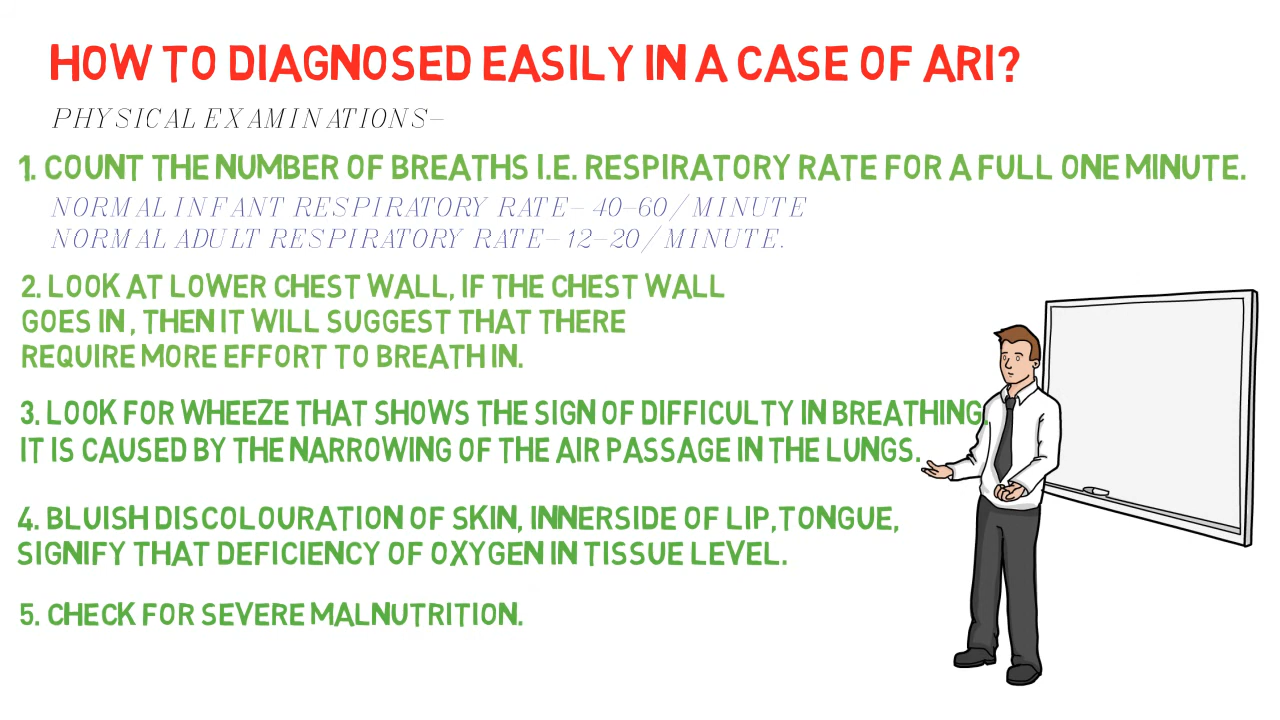 HOW TO DIAGNOSED EASILY IN A CASE OF ARI?
PHYSICAL EXAMINATIONS-
1. COUNT THE NUMBER OF BREATHS I.E. RESPIRATORY RATE FOR A FULL ONE MINUTE.
NORMAL INFANT RESPIRATORY RATE- 40-60/MINUTE
NORMAL ADULT RESPIRATORY RATE- 12-20/MINUTE.
2. LOOK AT LOWER CHEST WALL, IF THE CHEST WALL
GOES IN , THEN IT WILL SUGGEST THAT THERE
REQUIRE MORE EFFORT TO BREATH IN.
3. LOOK FOR WHEEZE THAT SHOWS THE SIGN OF DIFFICULTY IN BREATHING,
IT IS CAUSED BY THE NARROWING OF THE AIR PASSAGE IN THE LUNGS.
4. BLUISH DISCOLOURATION OF SKIN, INNERSIDE OF LIP,TONGUE,
SIGNIFY THAT DEFICIENCY OF OXYGEN IN TISSUE LEVEL.
5. CHECK FOR SEVERE MALNUTRITION.